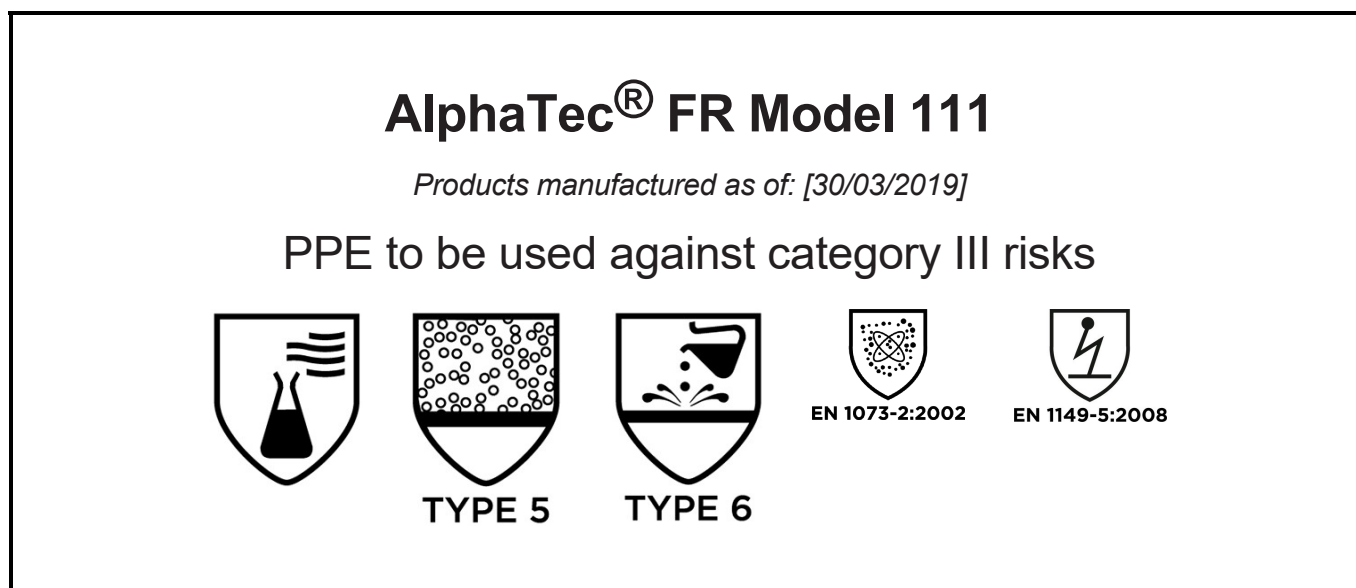 AlphaTec® FR Model 111
Products manufactured as of: [30/03/2019]
PPE to be used against category III risks
TYPE 5
TYPE 6
EN 1073-2:2002
EN 1149-5:2008